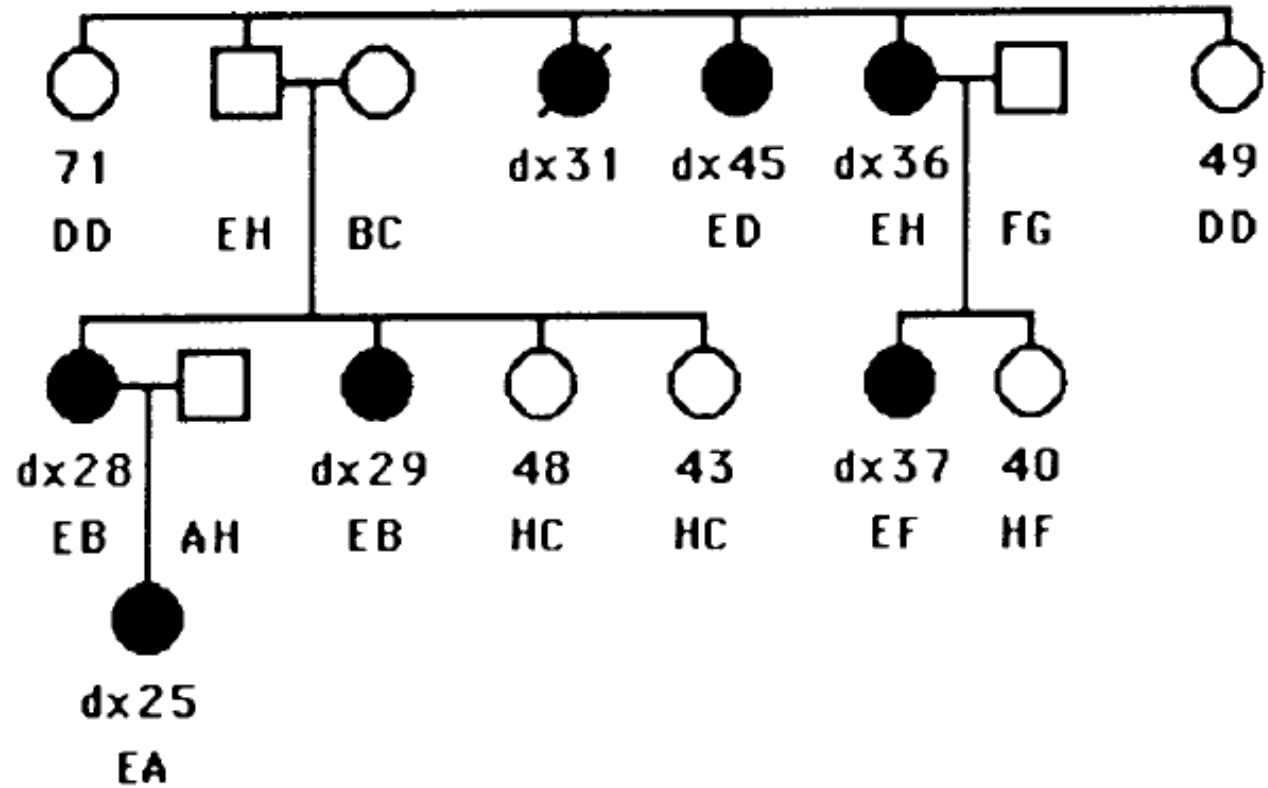 71 dx31 dx45 dx36 49
DD EH BC ED EH FG DD
dx28 dx29 48 43 dx37 40
EB AH EB HC HC EF HF
dx25
EA